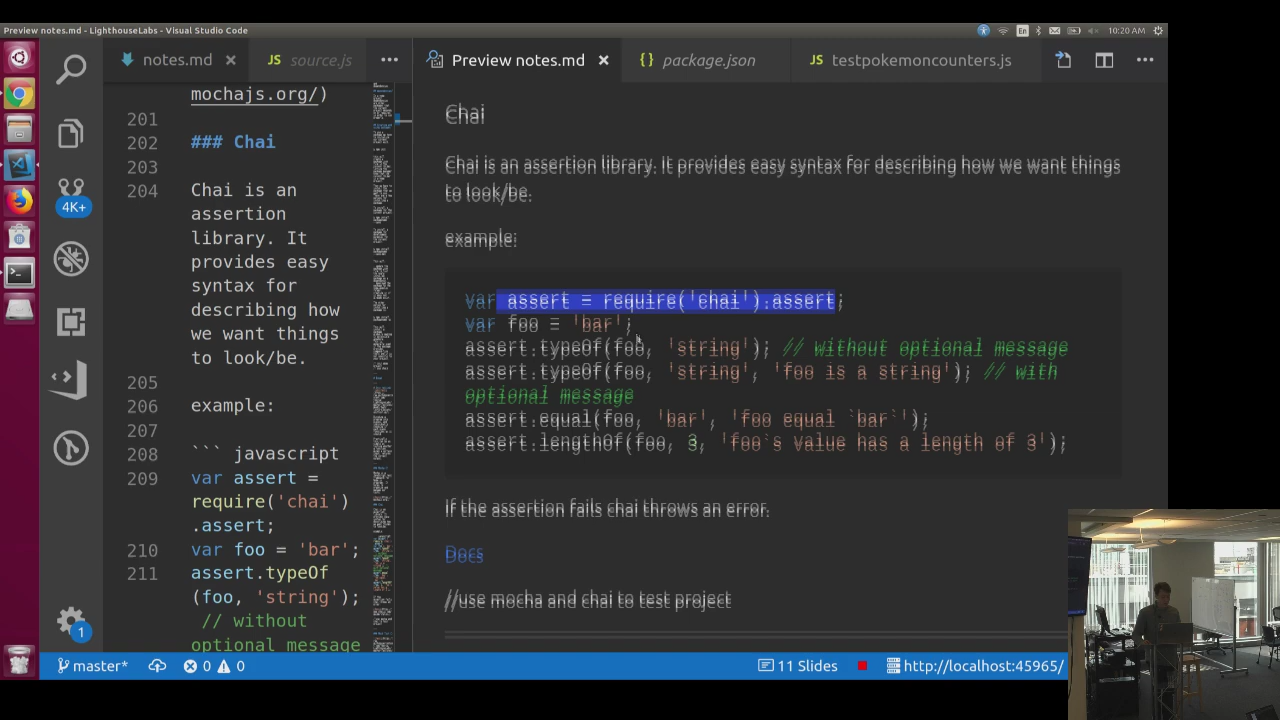 Preview notes.md - LighthouseLabs - Visual Studio Code
En
10:20 AM
notes.md
source.js
Preview notes.md
package.json
JS
testpokemoncounters.js
JS
mochajs.org/)
201
202
### Chai
203
204
Chai is an
assertion
library. It
provides easy
syntax for
describing how
we want things
to look/be.
205
206
example:
207
208
``` javascript
209
var assert =
require('chai')
.assert;
210
var foo = 'bar';
211
assert.typeOf
(foo, 'string');
// without
optional message
4K+
1
Chai
Chai is an assertion library. It provides easy syntax for describing how we want things
to look/be.
example:
var assert = require('chai').assert;
var foo = 'bar';
assert.typeOf(foo, 'string'); // without optional message
assert.typeOf(foo, 'string', 'foo is a string'); // with
optional message
assert.equal(foo, 'bar', 'foo equal `bar`');
assert.lengthOf(foo, 3, 'foo`s value has a length of 3');
If the assertion fails chai throws an error.
Docs
//use mocha and chai to test project
master*
0
0
11 Slides
http://localhost:45965/